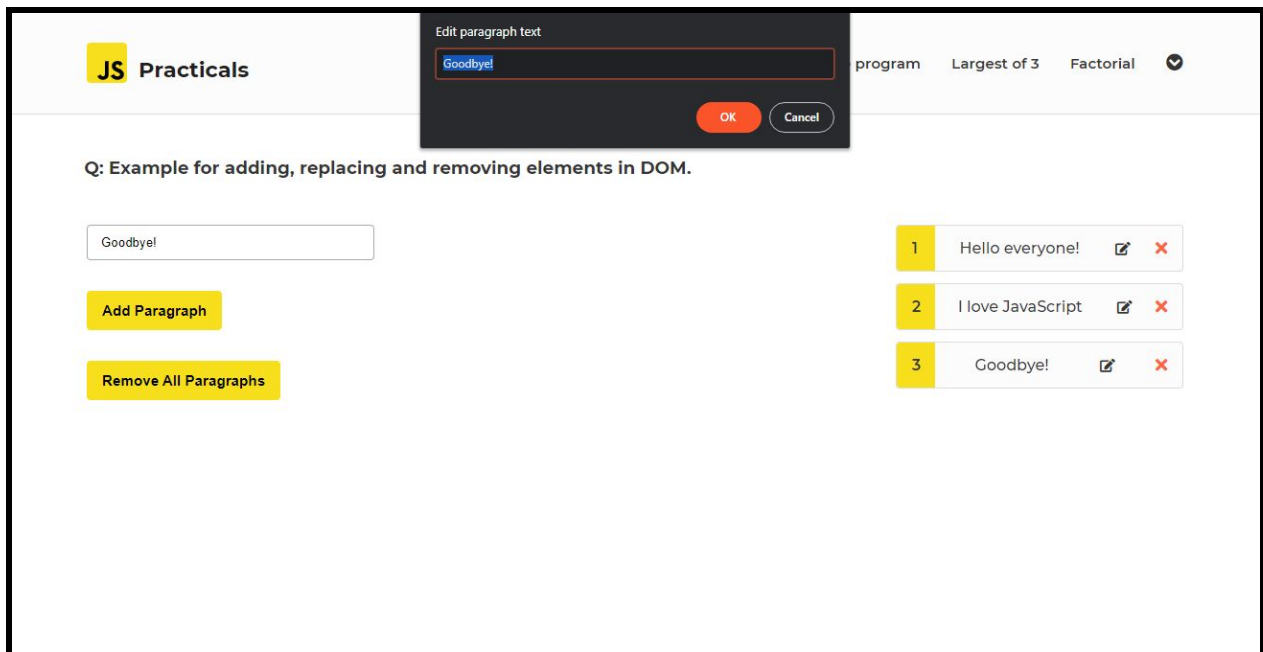 Edit paragraph text
Goodbye!
OK Cancel
JS Practicals
program Largest of 3 Factorial
Q: Example for adding, replacing and removing elements in DOM.
Goodbye!
Add Paragraph
Remove All Paragraphs
1 Hello everyone!
2 I love JavaScript
3 Goodbye!